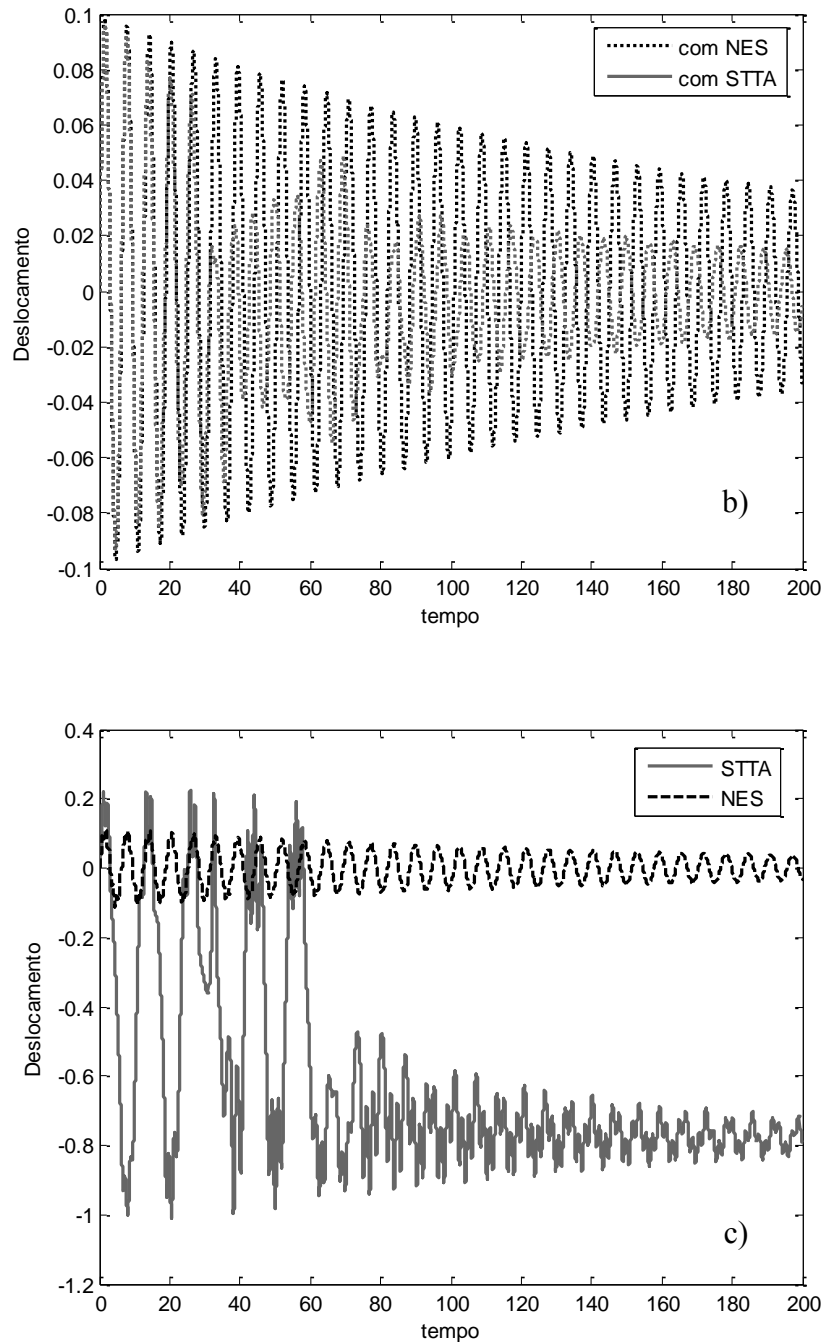 0.1
0.08
0.06
0.04
0.02
0
-0.02
-0.04
-0.06
-0.08
-0.1
Deslocamento
com NES
com STTA
b)
0 20 40 60 80 100 120 140 160 180 200
tempo
0.4
0.2
0
-0.2
-0.4
-0.6
-0.8
-1
-1.2
Deslocamento
STTA
NES
c)
0 20 40 60 80 100 120 140 160 180 200
tempo